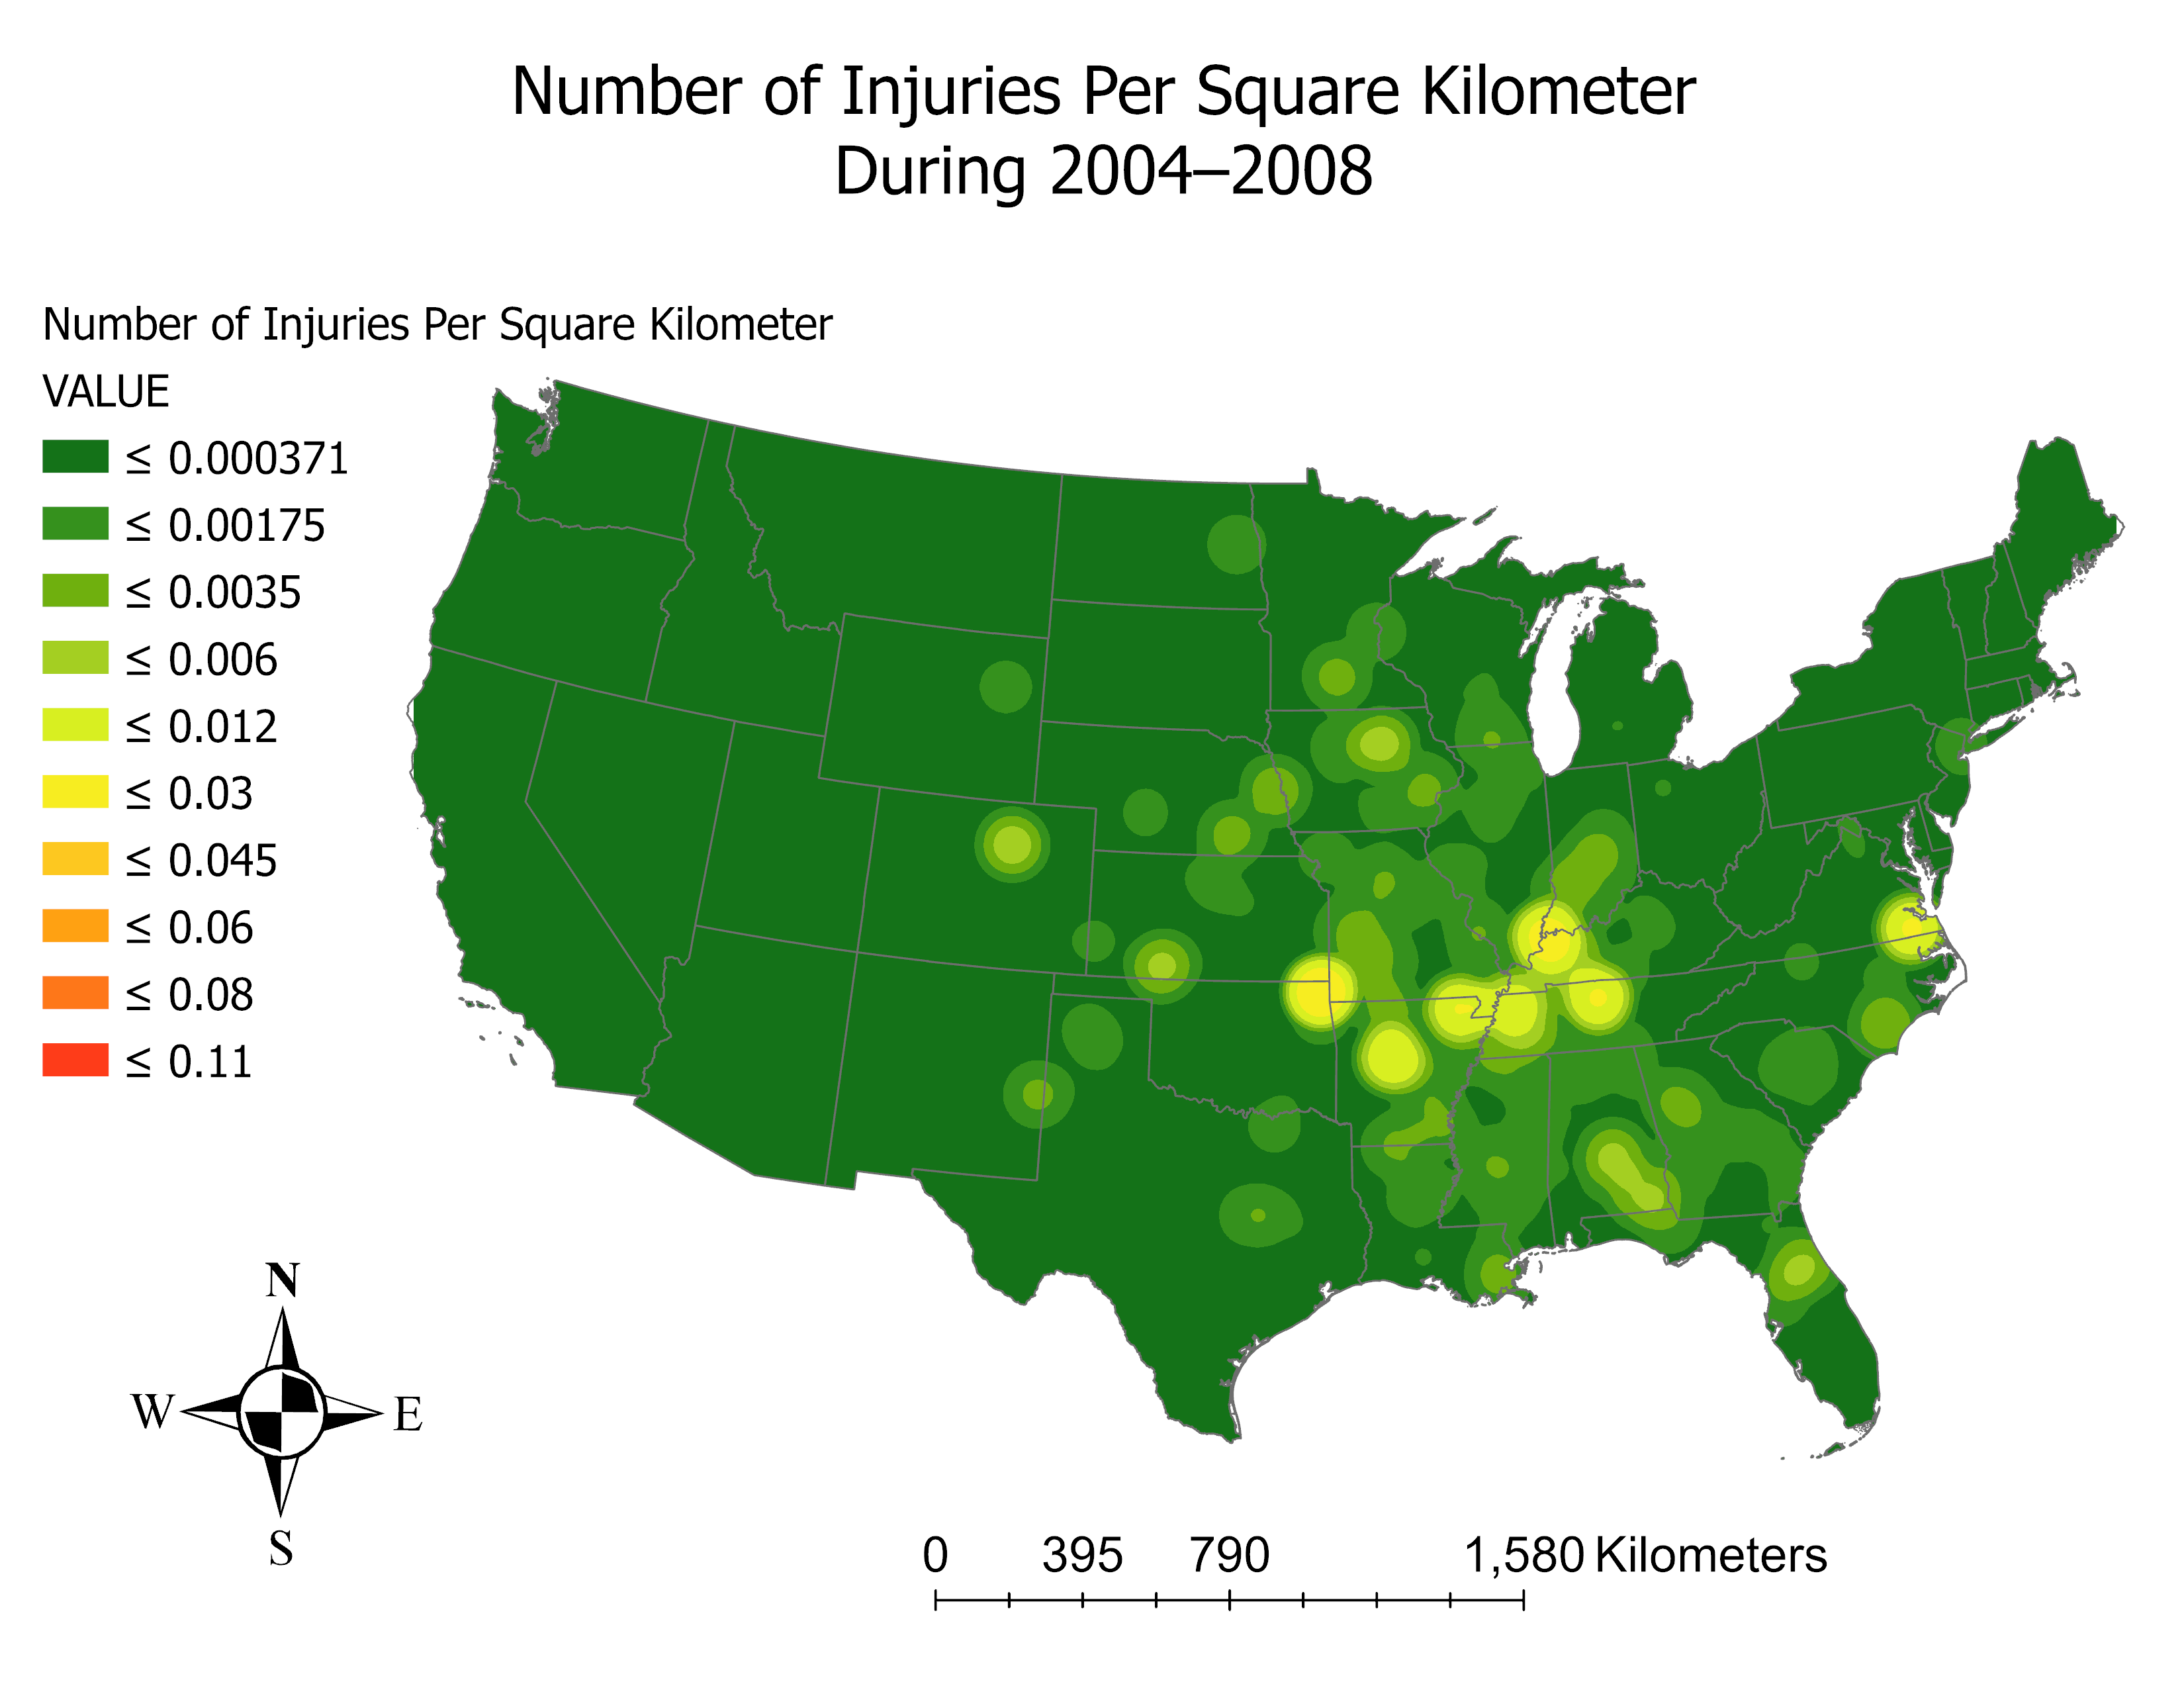 Number of Injuries Per Square Kilometer
During 2004–2008
Number of Injuries Per Square Kilometer
VALUE
≤ 0.000371
≤ 0.00175
≤ 0.0035
≤ 0.006
≤ 0.012
≤ 0.03
≤ 0.045
≤ 0.06
≤ 0.08
≤ 0.11
N
W E
S
0 395 790 1,580 Kilometers